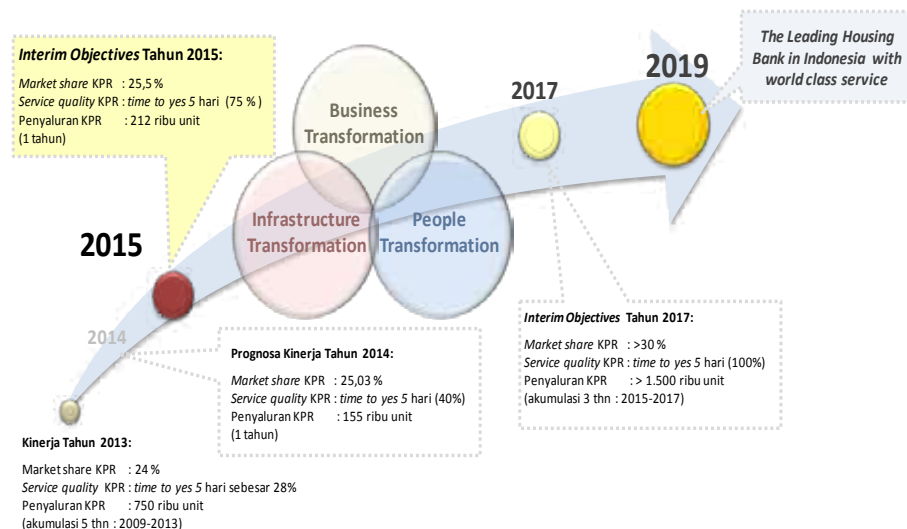 Interim Objectives Tahun 2015:
Market share KPR : 25,5 %
Service quality KPR : time to yes 5 hari (75 %)
Penyaluran KPR : 212 ribu unit
(1 tahun)
Business
Transformation
Infrastructure
Transformation
People
Transformation
2017
2019
The Leading Housing
Bank in Indonesia with
world class service
2015
2014
Prognosa Kinerja Tahun 2014:
Market share KPR : 25,03 %
Service quality KPR : time to yes 5 hari (40%)
Penyaluran KPR : 155 ribu unit
(1 tahun)
Interim Objectives Tahun 2017:
Market share KPR : >30 %
Service quality KPR : time to yes 5 hari (100%)
Penyaluran KPR : > 1.500 ribu unit
(akumulasi 3 thn : 2015-2017)
Kinerja Tahun 2013:
Market share KPR : 24 %
Service quality KPR : time to yes 5 hari sebesar 28%
Penyaluran KPR : 750 ribu unit
(akumulasi 5 thn : 2009-2013)